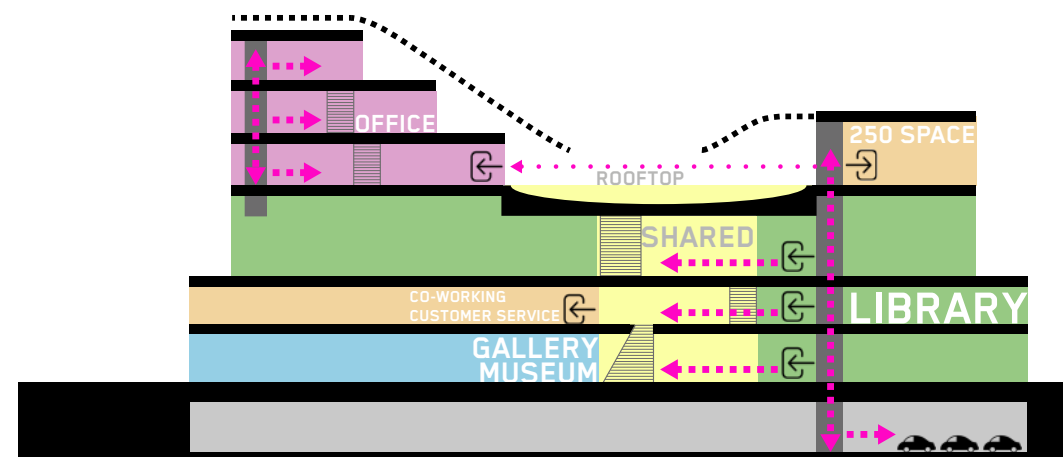 OFFICE
250 SPACE
ROOFTOP
SHARED
CO-WORKING
CUSTOMER SERVICE
LIBRARY
GALLERY
MUSEUM